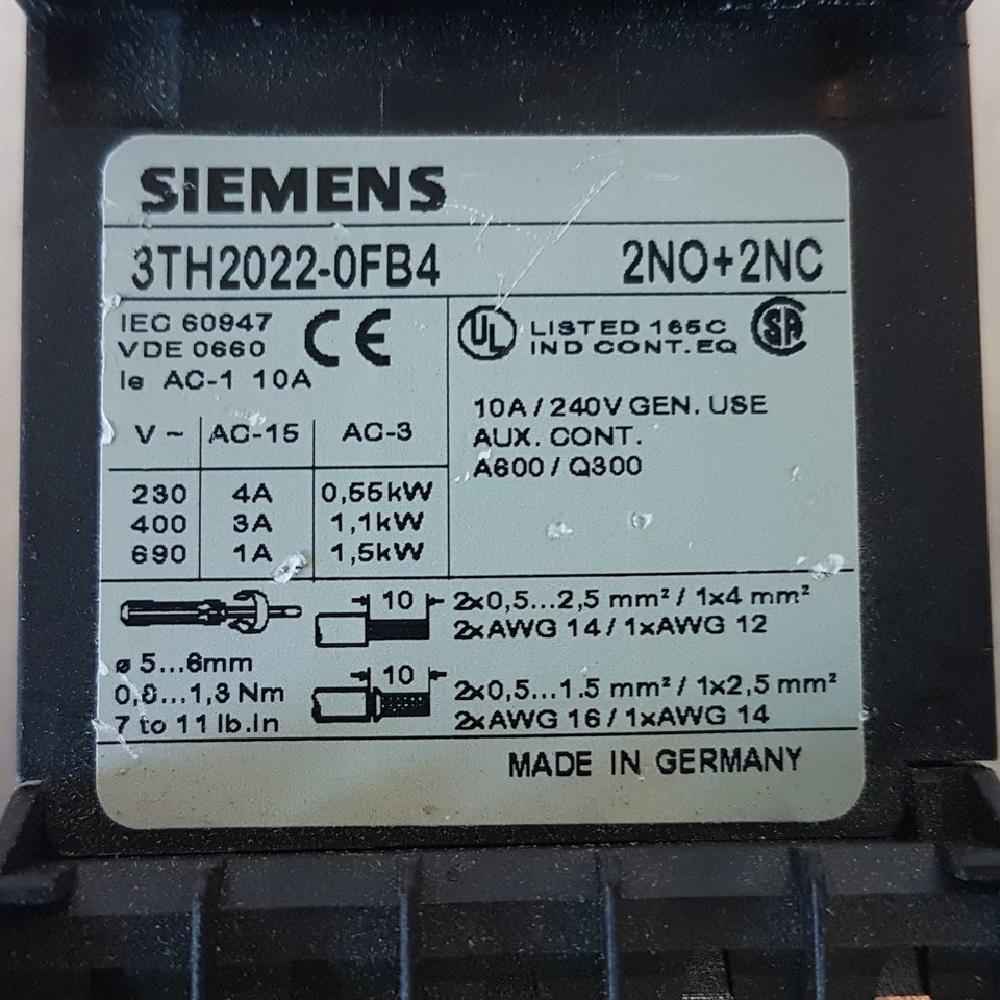 SIEMENS
3TH2022-0FB4 2NO+2NC
IEC 60947 CE
VDE 0660
Ie AC-1 10A
UL LISTED 165C SA
IND CONT.EQ
V ~ AC-15 AC-3
230 4A 0,55kW
400 3A 1,1kW
690 1A 1,5kW
10A / 240V GEN. USE
AUX. CONT.
A600 / Q300
10 2x0,5...2,5 mm² / 1x4 mm²
2xAWG 14 / 1xAWG 12
ø 5...6mm
0,8...1,3 Nm
7 to 11 lb.in
10 2x0,5...1.5 mm² / 1x2,5 mm²
2xAWG 16 / 1xAWG 14
MADE IN GERMANY